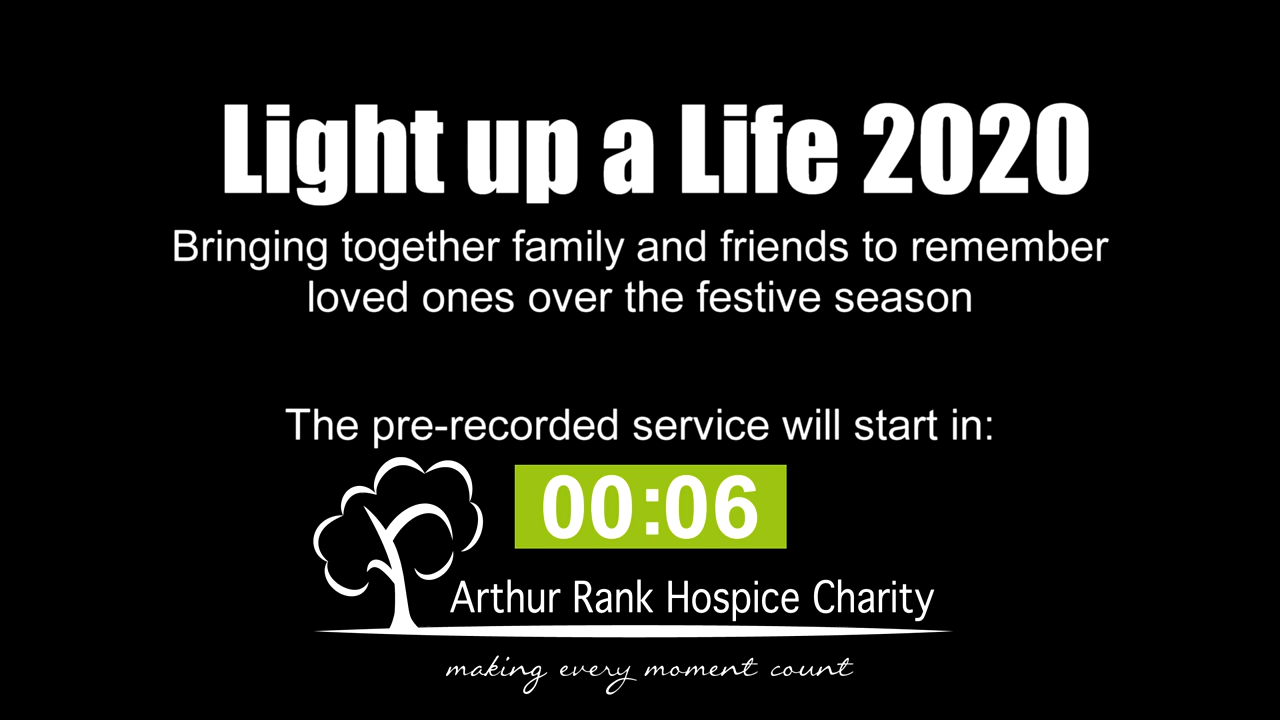 Light up a Life 2020
Bringing together family and friends to remember
loved ones over the festive season
The pre-recorded service will start in:
00:06
Arthur Rank Hospice Charity
making every moment count